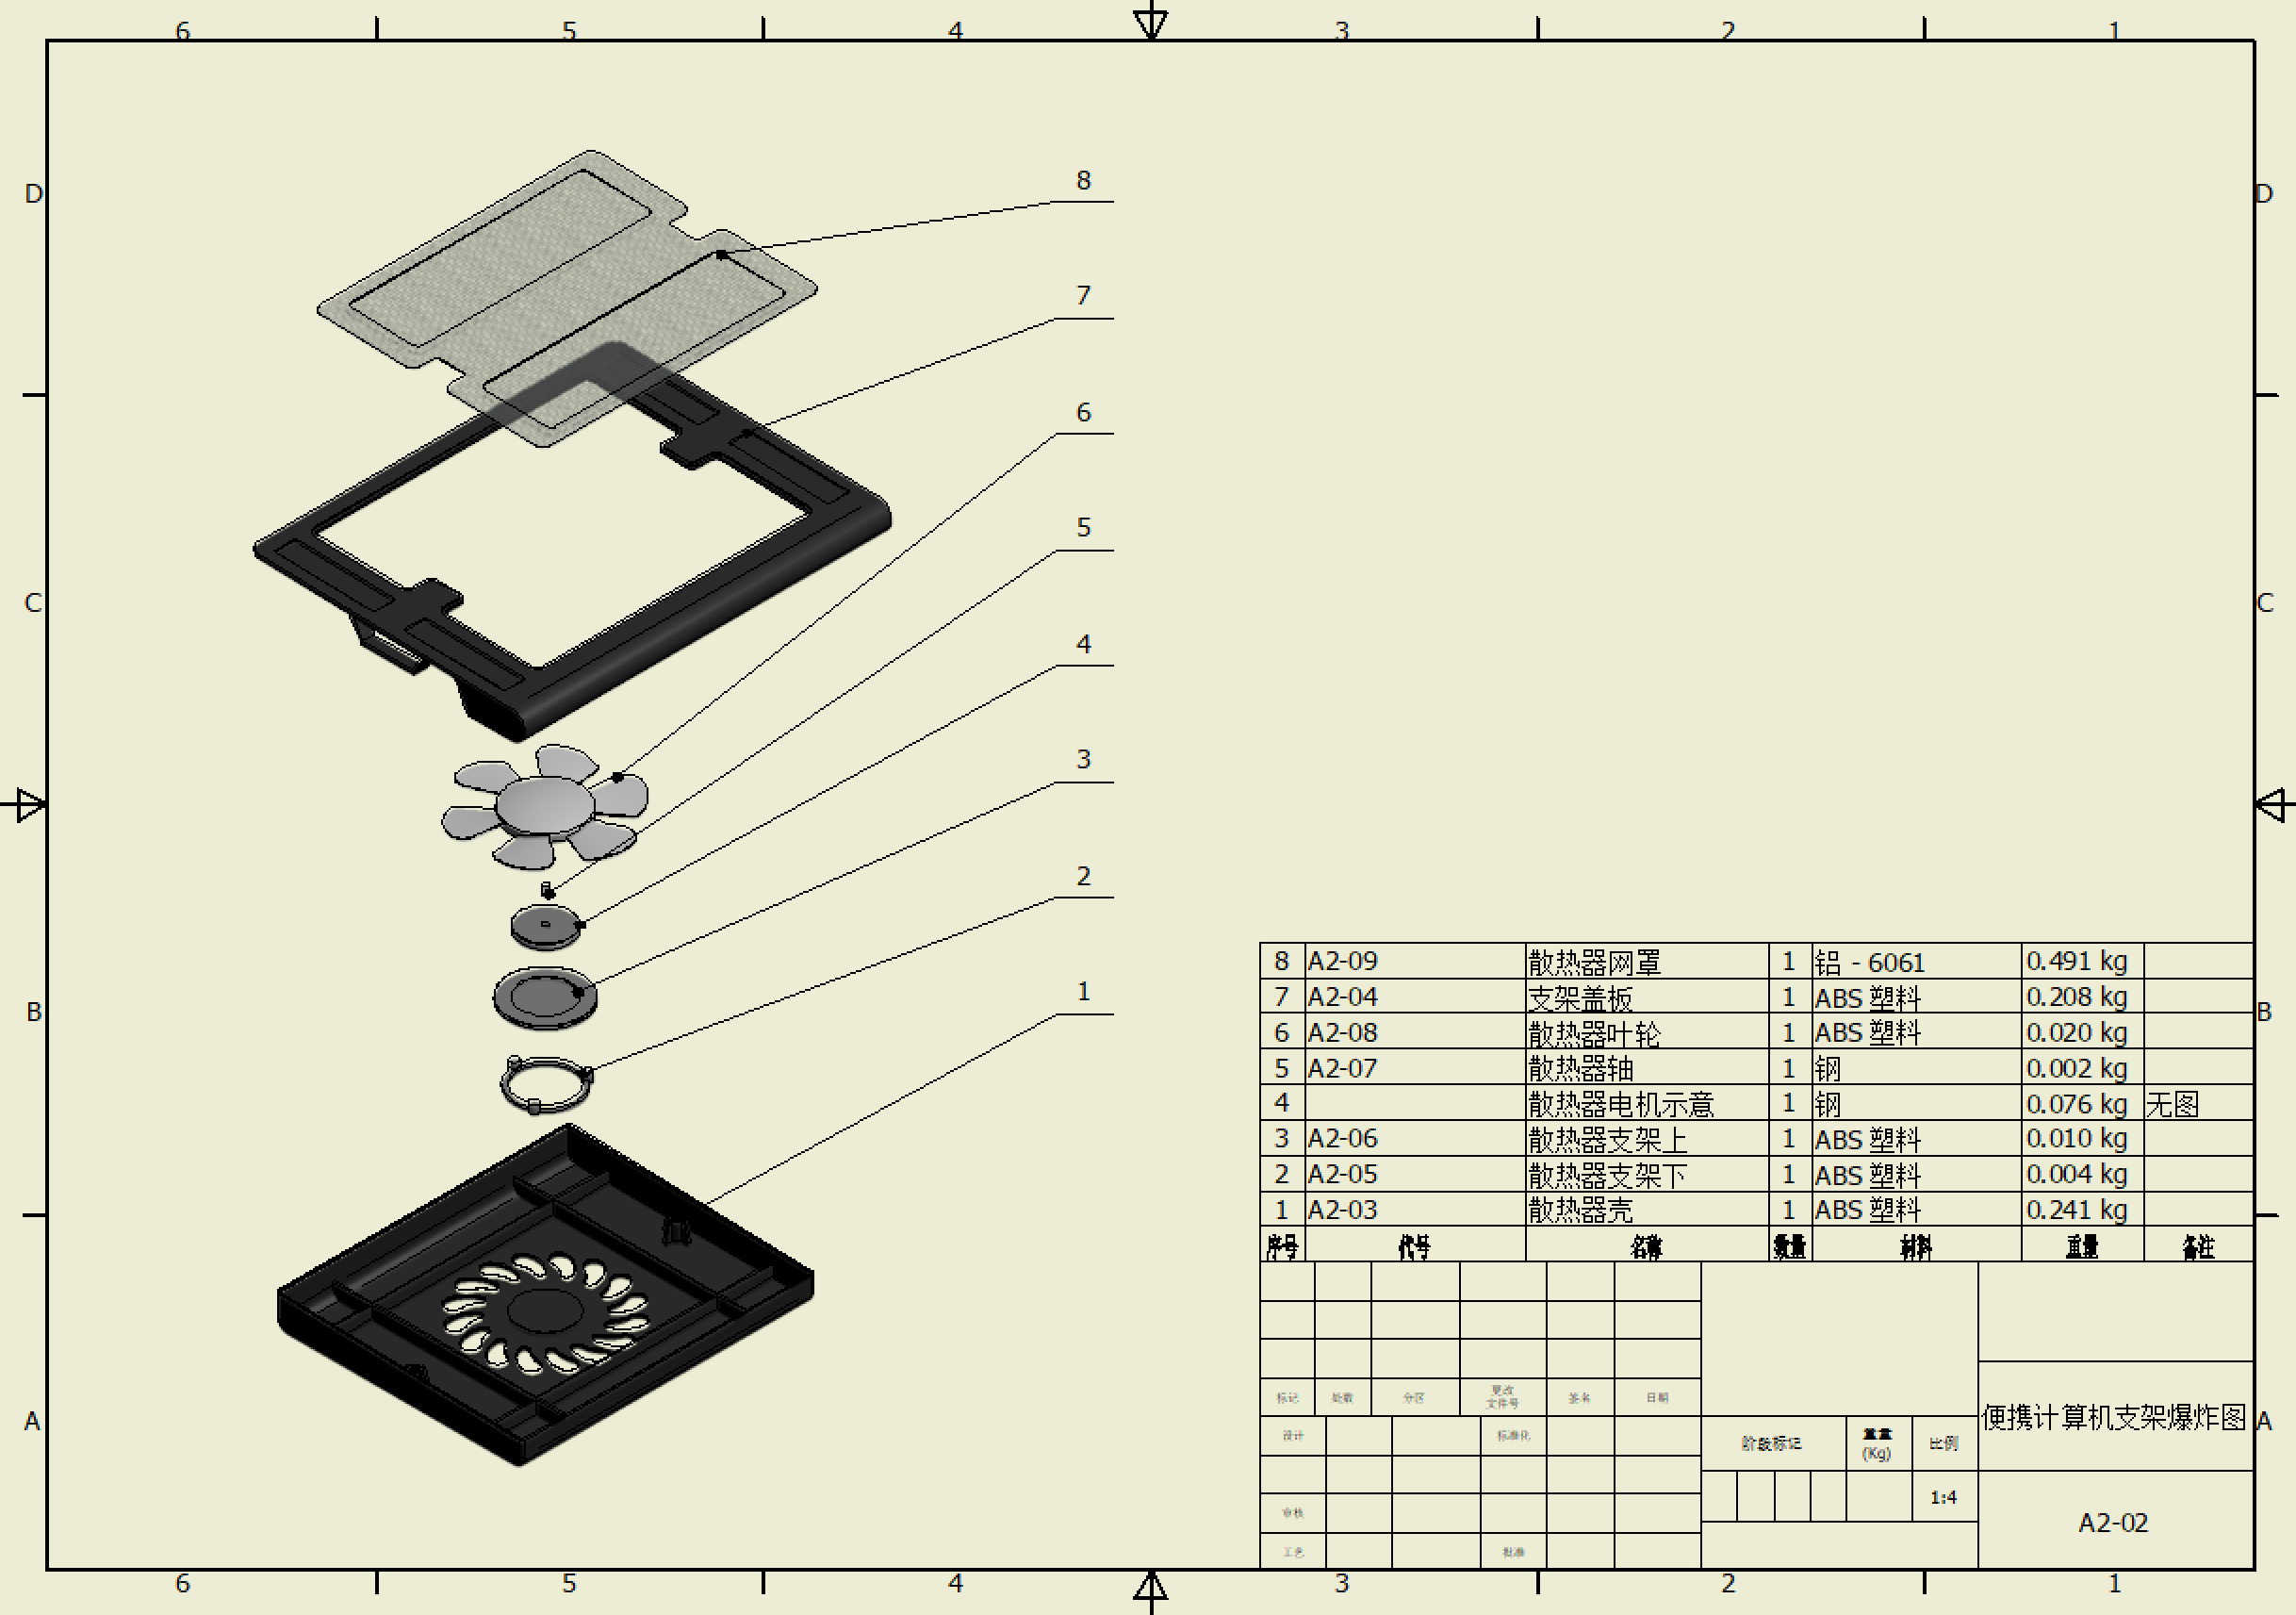 6 5 4 3 2 1
D D
8
7
6
5
C C
4
3
2
1
B B
8 A2-09 散热器网罩 1 铝 - 6061 0.491 kg
7 A2-04 支架盖板 1 ABS 塑料 0.208 kg
6 A2-08 散热器叶轮 1 ABS 塑料 0.020 kg
5 A2-07 散热器轴 1 钢 0.002 kg
4 散热器电机示意 1 钢 0.076 kg 无图
3 A2-06 散热器支架上 1 ABS 塑料 0.010 kg
2 A2-05 散热器支架下 1 ABS 塑料 0.004 kg
1 A2-03 散热器壳 1 ABS 塑料 0.241 kg
序号 代号 名称 数量 材料 重量 备注
标记 处数 分区 更改文件号 签名 日期
设计 标准化
阶段标记 重量(Kg) 比例
便携计算机支架爆炸图
A A
1:4
审核
A2-02
工艺 批准
6 5 4 3 2 1